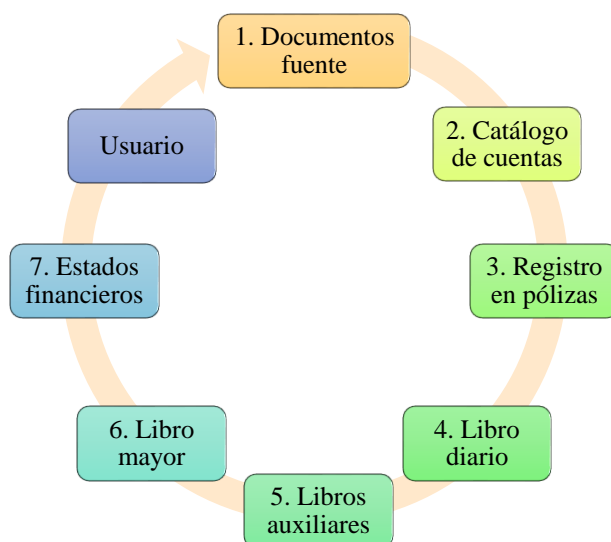 1. Documentos
fuente
2. Catálogo
de cuentas
3. Registro
en pólizas
4. Libro
diario
5. Libros
auxiliares
6. Libro
mayor
7. Estados
financieros
Usuario